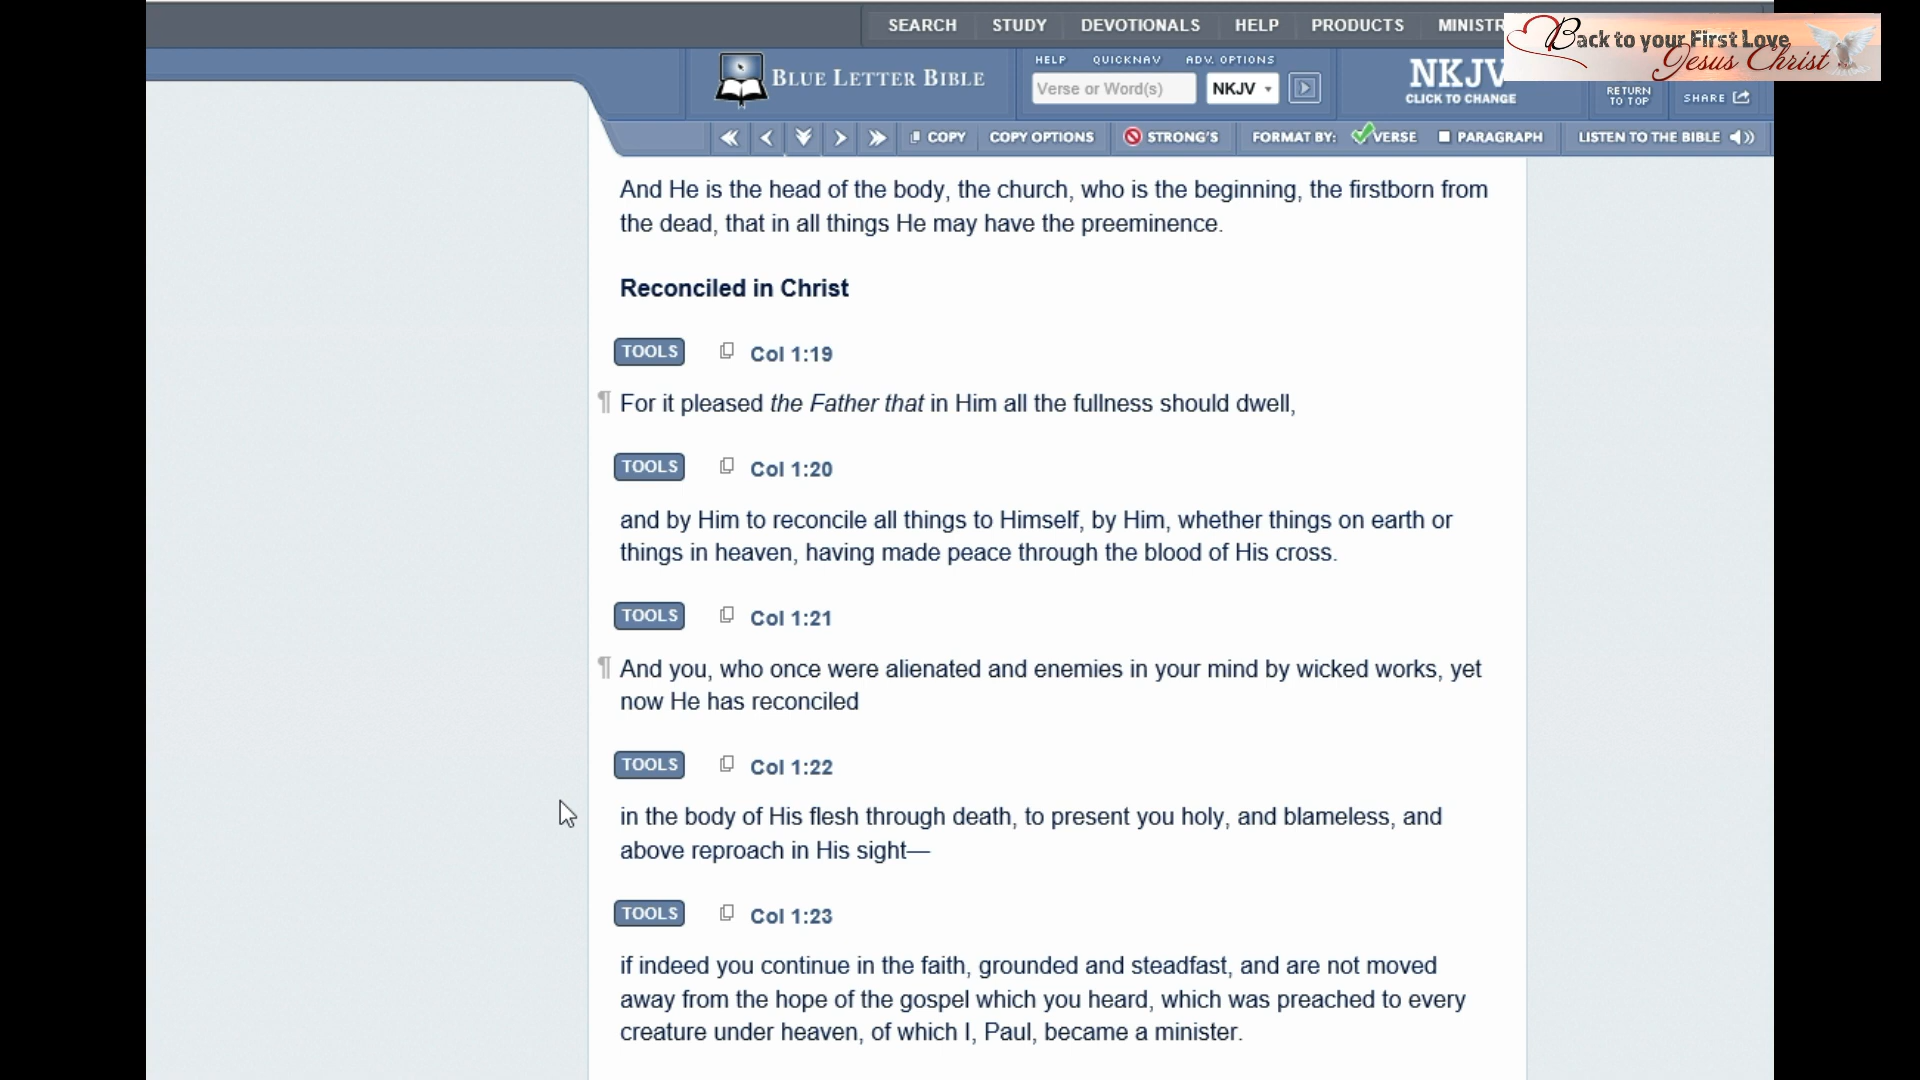 SEARCH STUDY DEVOTIONALS HELP PRODUCTS MINISTR
Back to your First Love
Jesus Christ
BLUE LETTER BIBLE
HELP QUICKNAV ADV. OPTIONS
Verse or Word(s) NKJV
NKJV
CLICK TO CHANGE
RETURN
TO TOP
SHARE
COPY COPY OPTIONS STRONG'S FORMAT BY: VERSE PARAGRAPH LISTEN TO THE BIBLE
And He is the head of the body, the church, who is the beginning, the firstborn from
the dead, that in all things He may have the preeminence.
Reconciled in Christ
TOOLS Col 1:19
¶ For it pleased the Father that in Him all the fullness should dwell,
TOOLS Col 1:20
and by Him to reconcile all things to Himself, by Him, whether things on earth or
things in heaven, having made peace through the blood of His cross.
TOOLS Col 1:21
¶ And you, who once were alienated and enemies in your mind by wicked works, yet
now He has reconciled
TOOLS Col 1:22
in the body of His flesh through death, to present you holy, and blameless, and
above reproach in His sight—
TOOLS Col 1:23
if indeed you continue in the faith, grounded and steadfast, and are not moved
away from the hope of the gospel which you heard, which was preached to every
creature under heaven, of which I, Paul, became a minister.